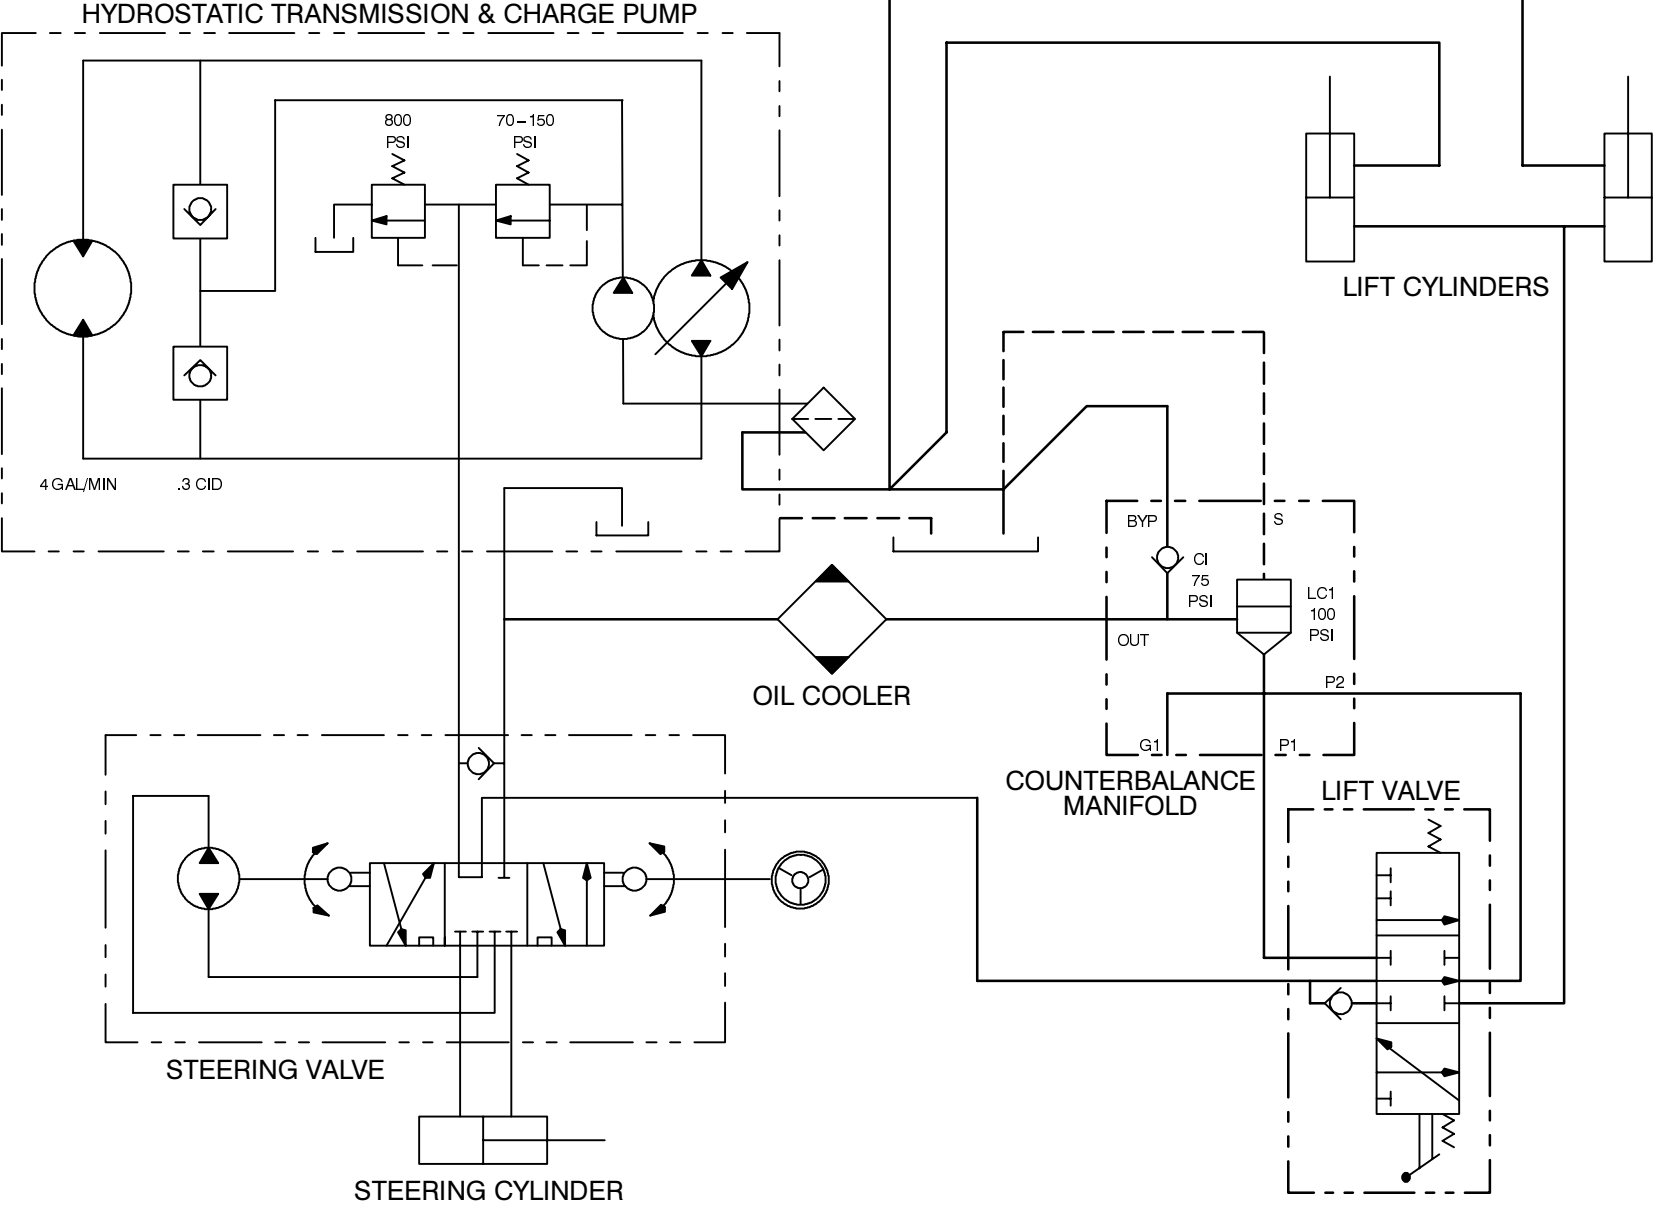 HYDROSTATIC TRANSMISSION & CHARGE PUMP
800
PSI
70–150
PSI
4 GAL/MIN
.3 CID
LIFT CYLINDERS
BYP
S
CI
75
PSI
LC1
100
PSI
OUT
OIL COOLER
P2
G1
P1
COUNTERBALANCE
MANIFOLD
LIFT VALVE
STEERING VALVE
STEERING CYLINDER